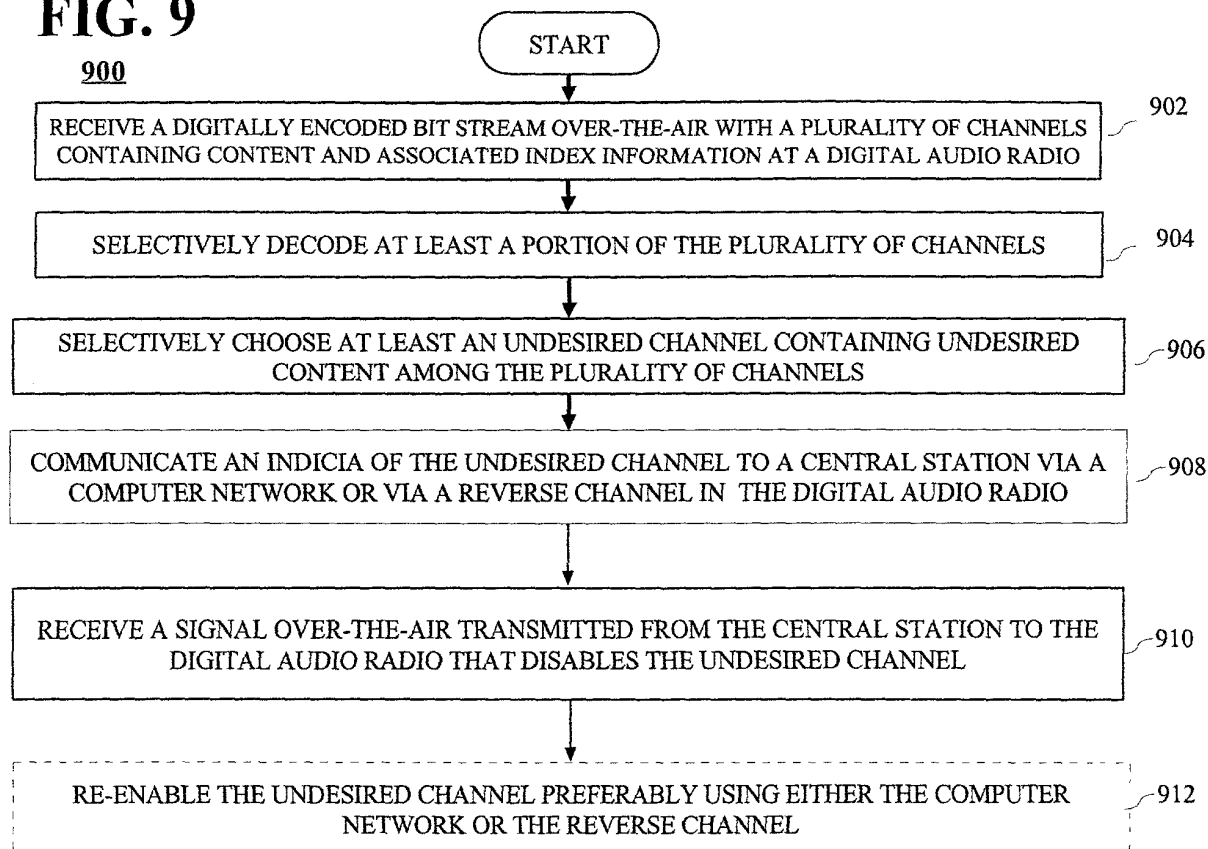 FIG. 9
900
START
RECEIVE A DIGITALLY ENCODED BIT STREAM OVER-THE-AIR WITH A PLURALITY OF CHANNELS
CONTAINING CONTENT AND ASSOCIATED INDEX INFORMATION AT A DIGITAL AUDIO RADIO
902
SELECTIVELY DECODE AT LEAST A PORTION OF THE PLURALITY OF CHANNELS
904
SELECTIVELY CHOOSE AT LEAST AN UNDESIRED CHANNEL CONTAINING UNDESIRED
CONTENT AMONG THE PLURALITY OF CHANNELS
906
COMMUNICATE AN INDICIA OF THE UNDESIRED CHANNEL TO A CENTRAL STATION VIA A
COMPUTER NETWORK OR VIA A REVERSE CHANNEL IN THE DIGITAL AUDIO RADIO
908
RECEIVE A SIGNAL OVER-THE-AIR TRANSMITTED FROM THE CENTRAL STATION TO THE
DIGITAL AUDIO RADIO THAT DISABLES THE UNDESIRED CHANNEL
910
RE-ENABLE THE UNDESIRED CHANNEL PREFERABLY USING EITHER THE COMPUTER
NETWORK OR THE REVERSE CHANNEL
912